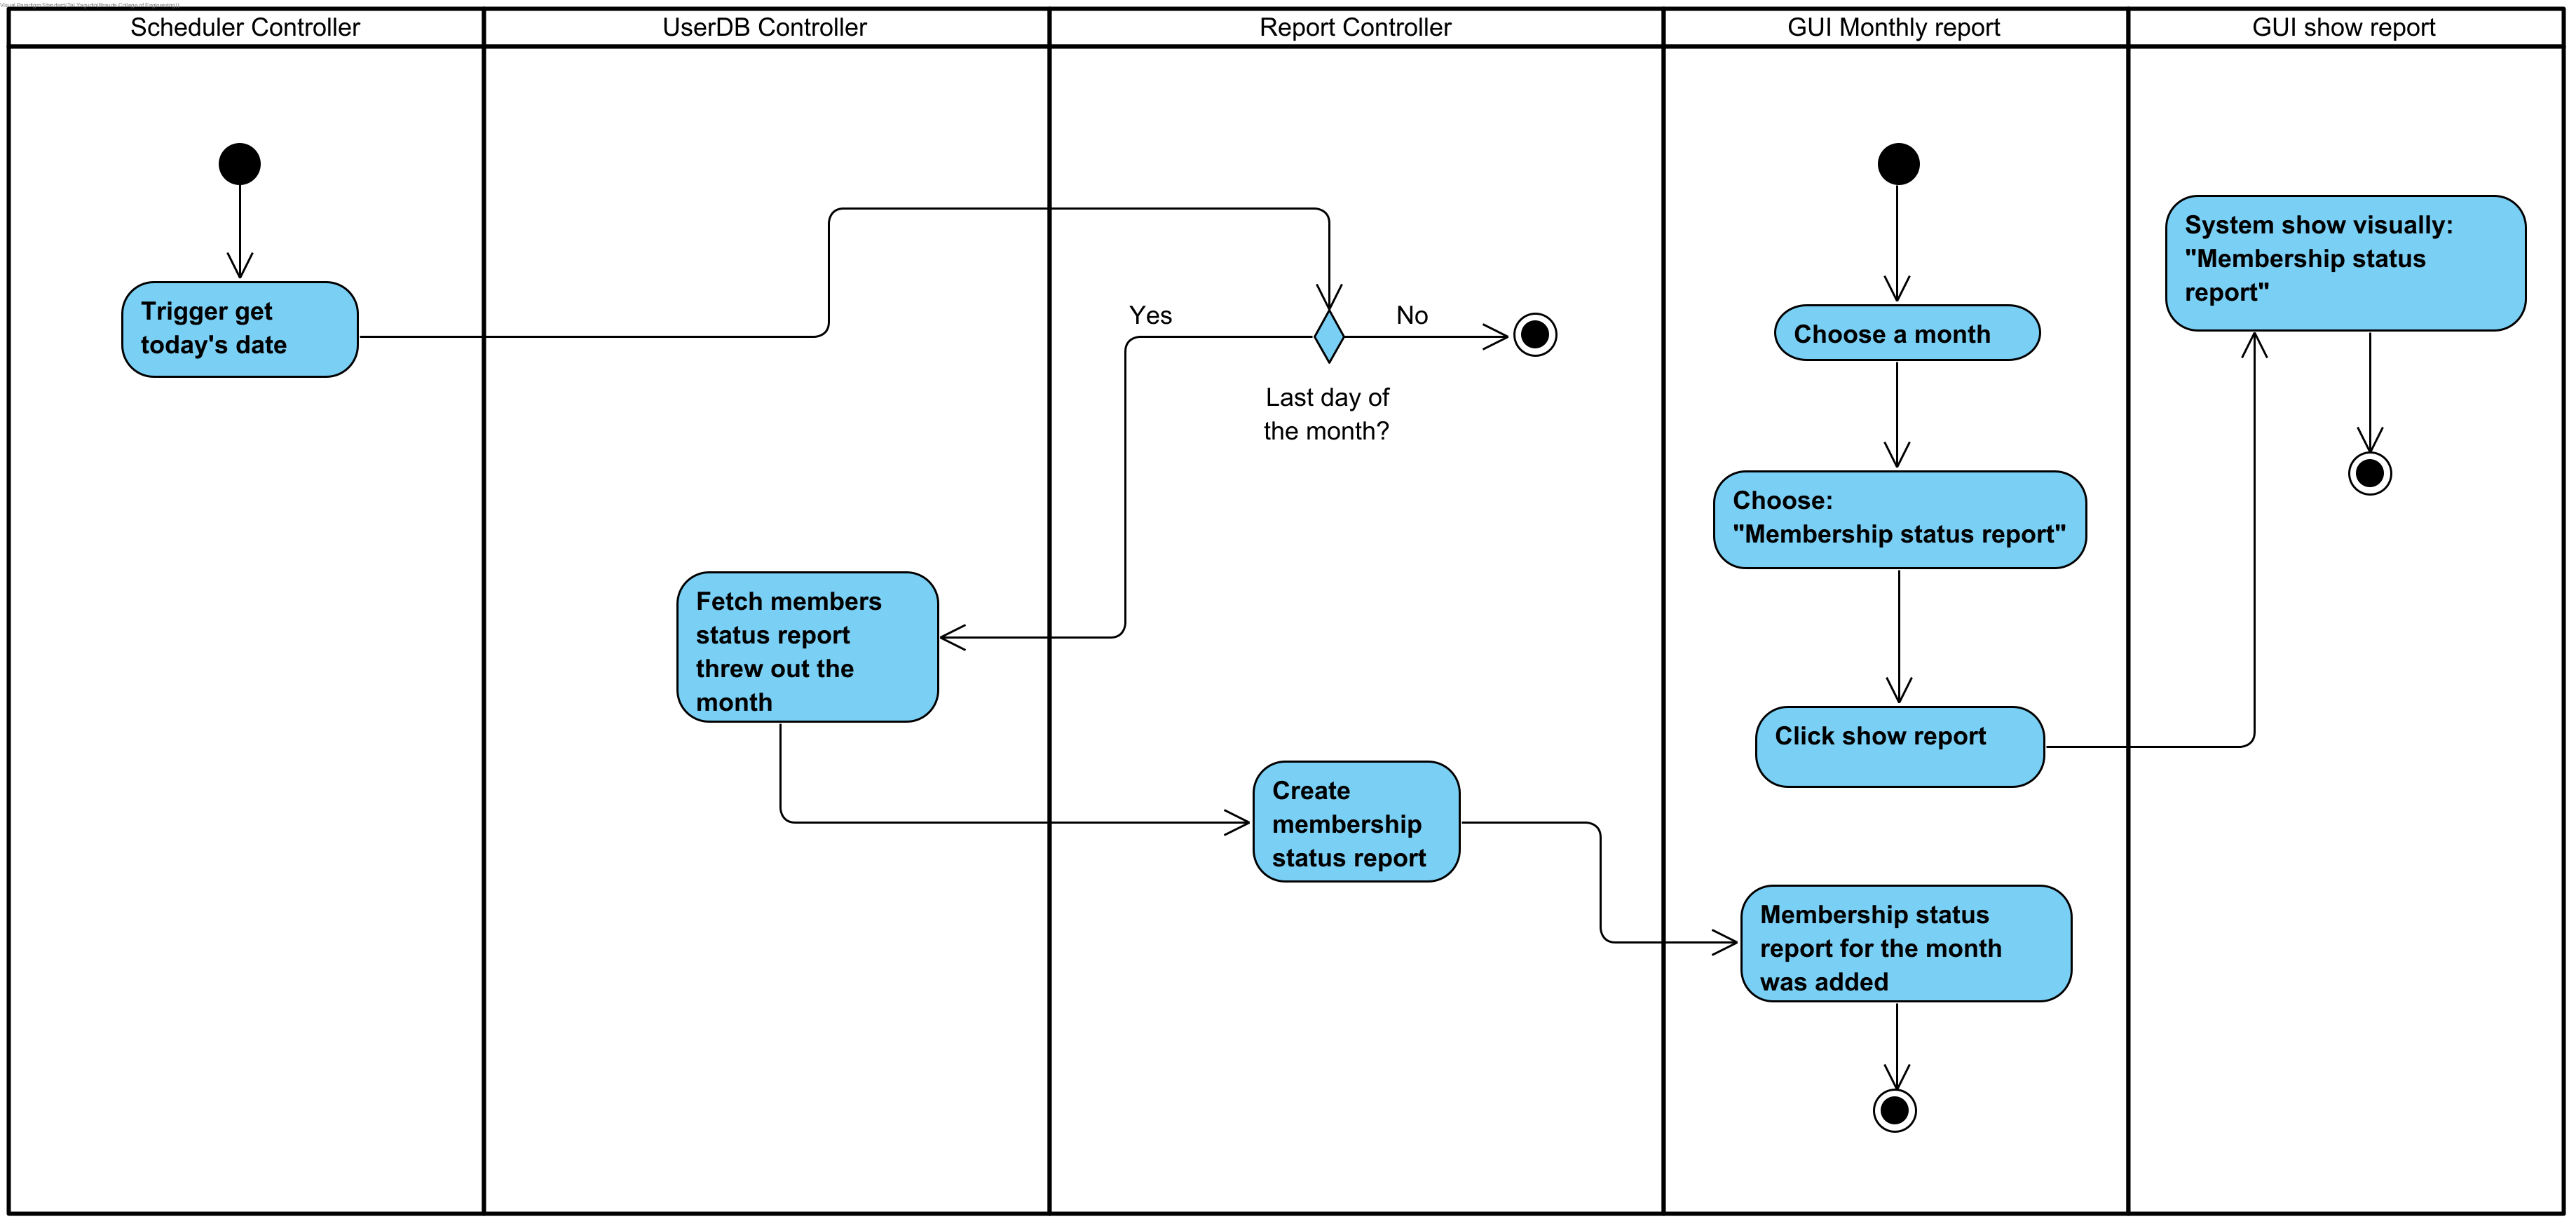 Scheduler Controller
UserDB Controller
Report Controller
GUI Monthly report
GUI show report
Trigger get
today's date
Yes
No
Last day of
the month?
Fetch members
status report
threw out the
month
Create
membership
status report
Choose a month
Choose:
"Membership status report"
Click show report
Membership status
report for the month
was added
System show visually:
"Membership status
report"